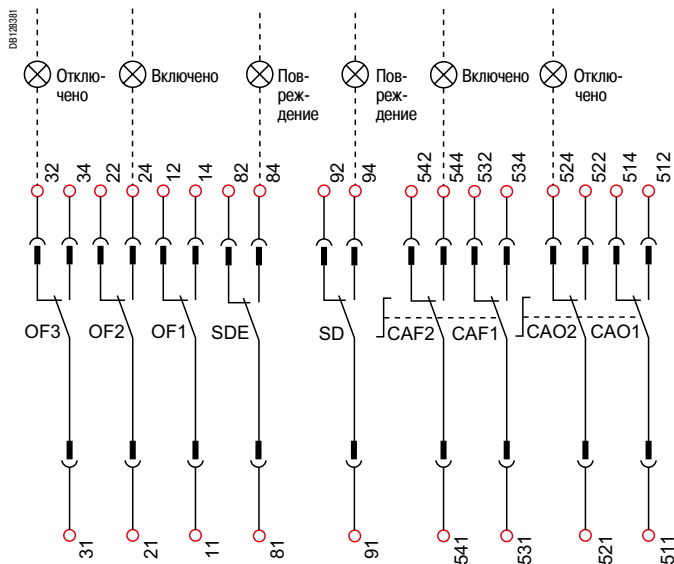 DB128381
Отклю-
чено
Включено
Пов-
реж-
дение
Пов-
реж-
дение
Включено
Отклю-
чено
32 34 22 24 12 14 82 84 92 94 542 544 532 534 524 522 514 512
OF3 OF2 OF1 SDE SD CAF2 CAF1 CAO2 CAO1
31 21 11 81 91 541 531 521 511